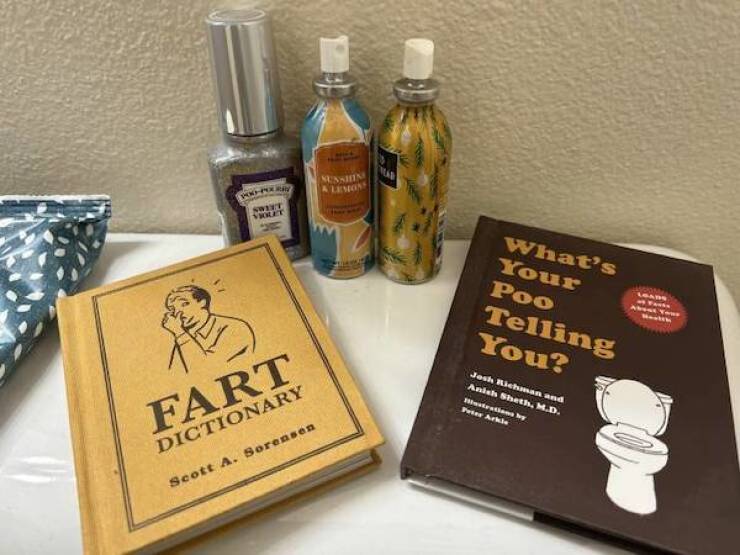 POO-POURRI
SWEET
VIOLET
SUNSHINE
& LEMONS
FART
DICTIONARY
Scott A. Sorensen
What's
Your
Poo
Telling
You?
LOADS
of Facts
About Your
Health
Josh Richman and
Anish Sheth, M.D.
Illustrations by
Peter Arkle